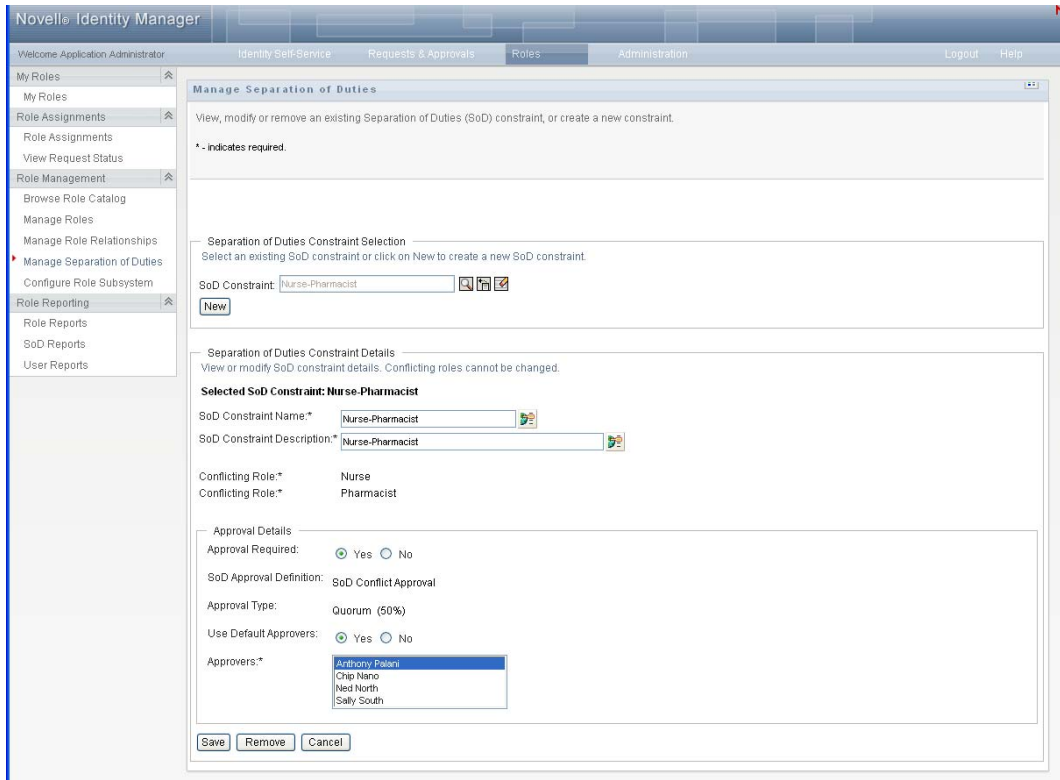 Novell® Identity Manager
Welcome Application Administrator
Identity Self-Service
Requests & Approvals
Roles
Administration
Logout
Help
My Roles
My Roles
Role Assignments
Role Assignments
View Request Status
Role Management
Browse Role Catalog
Manage Roles
Manage Role Relationships
Manage Separation of Duties
Configure Role Subsystem
Role Reporting
Role Reports
SoD Reports
User Reports
Manage Separation of Duties
View, modify or remove an existing Separation of Duties (SoD) constraint, or create a new constraint.
* - indicates required.
Separation of Duties Constraint Selection
Select an existing SoD constraint or click on New to create a new SoD constraint.
SoD Constraint: Nurse-Pharmacist
New
Separation of Duties Constraint Details
View or modify SoD constraint details. Conflicting roles cannot be changed.
Selected SoD Constraint: Nurse-Pharmacist
SoD Constraint Name:* Nurse-Pharmacist
SoD Constraint Description:* Nurse-Pharmacist
Conflicting Role:* Nurse
Conflicting Role:* Pharmacist
Approval Details
Approval Required: Yes No
SoD Approval Definition: SoD Conflict Approval
Approval Type: Quorum (50%)
Use Default Approvers: Yes No
Approvers:* Anthony Palani
Chip Nano
Ned North
Sally South
Save Remove Cancel